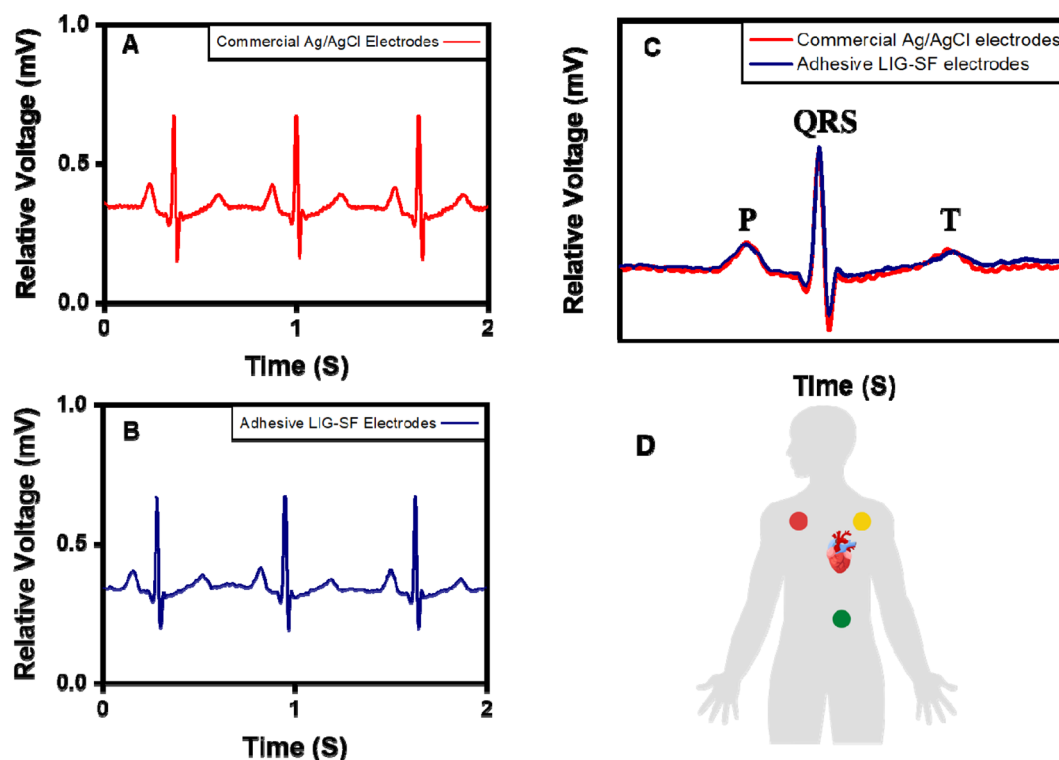 A
Commercial Ag/AgCl Electrodes
Relative Voltage (mV)
1.0
0.5
0.0
0
1
2
Time (S)
B
Adhesive LIG-SF Electrodes
Relative Voltage (mV)
1.0
0.5
0.0
0
1
2
Time (S)
C
Commercial Ag/AgCl electrodes
Adhesive LIG-SF electrodes
Relative Voltage (mV)
QRS
P
T
Time (S)
D